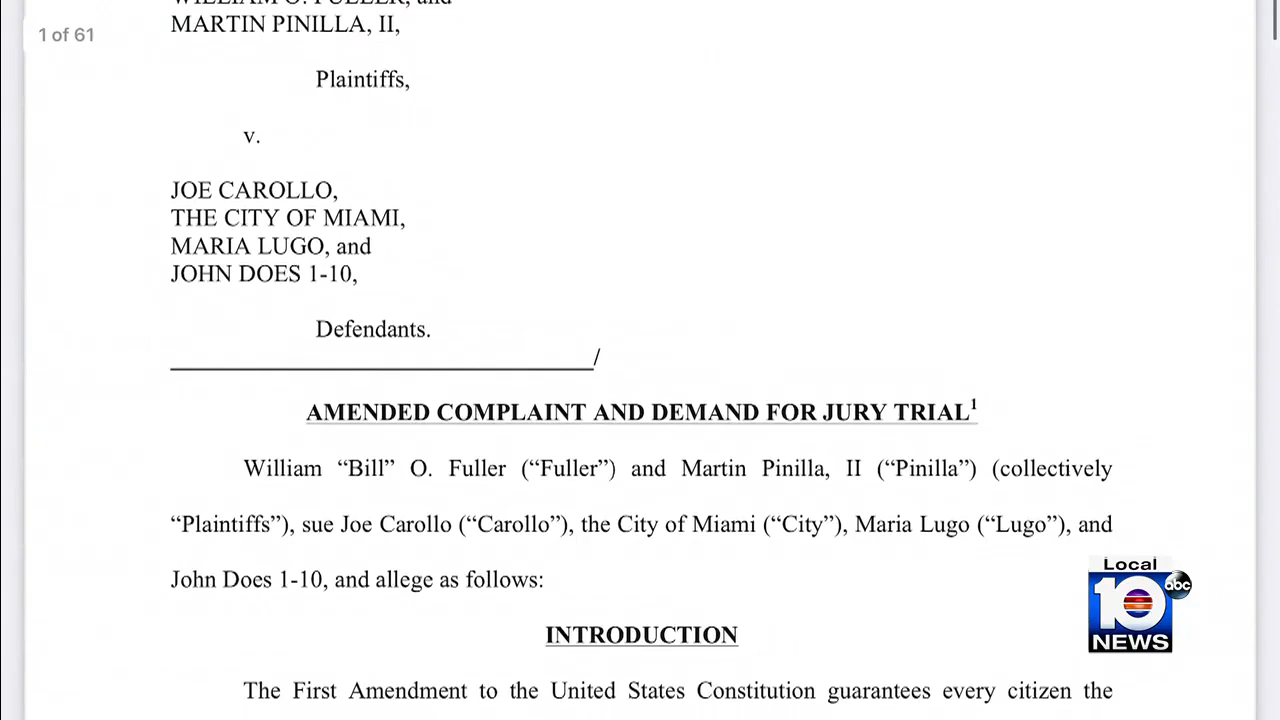 WILLIAM O. FULLER, and
MARTIN PINILLA, II,
1 of 61
Plaintiffs,
v.
JOE CAROLLO,
THE CITY OF MIAMI,
MARIA LUGO, and
JOHN DOES 1-10,
Defendants.
/
AMENDED COMPLAINT AND DEMAND FOR JURY TRIAL1
William “Bill” O. Fuller (“Fuller”) and Martin Pinilla, II (“Pinilla”) (collectively
“Plaintiffs”), sue Joe Carollo (“Carollo”), the City of Miami (“City”), Maria Lugo (“Lugo”), and
John Does 1-10, and allege as follows:
INTRODUCTION
The First Amendment to the United States Constitution guarantees every citizen the
Local
10
abc
NEWS